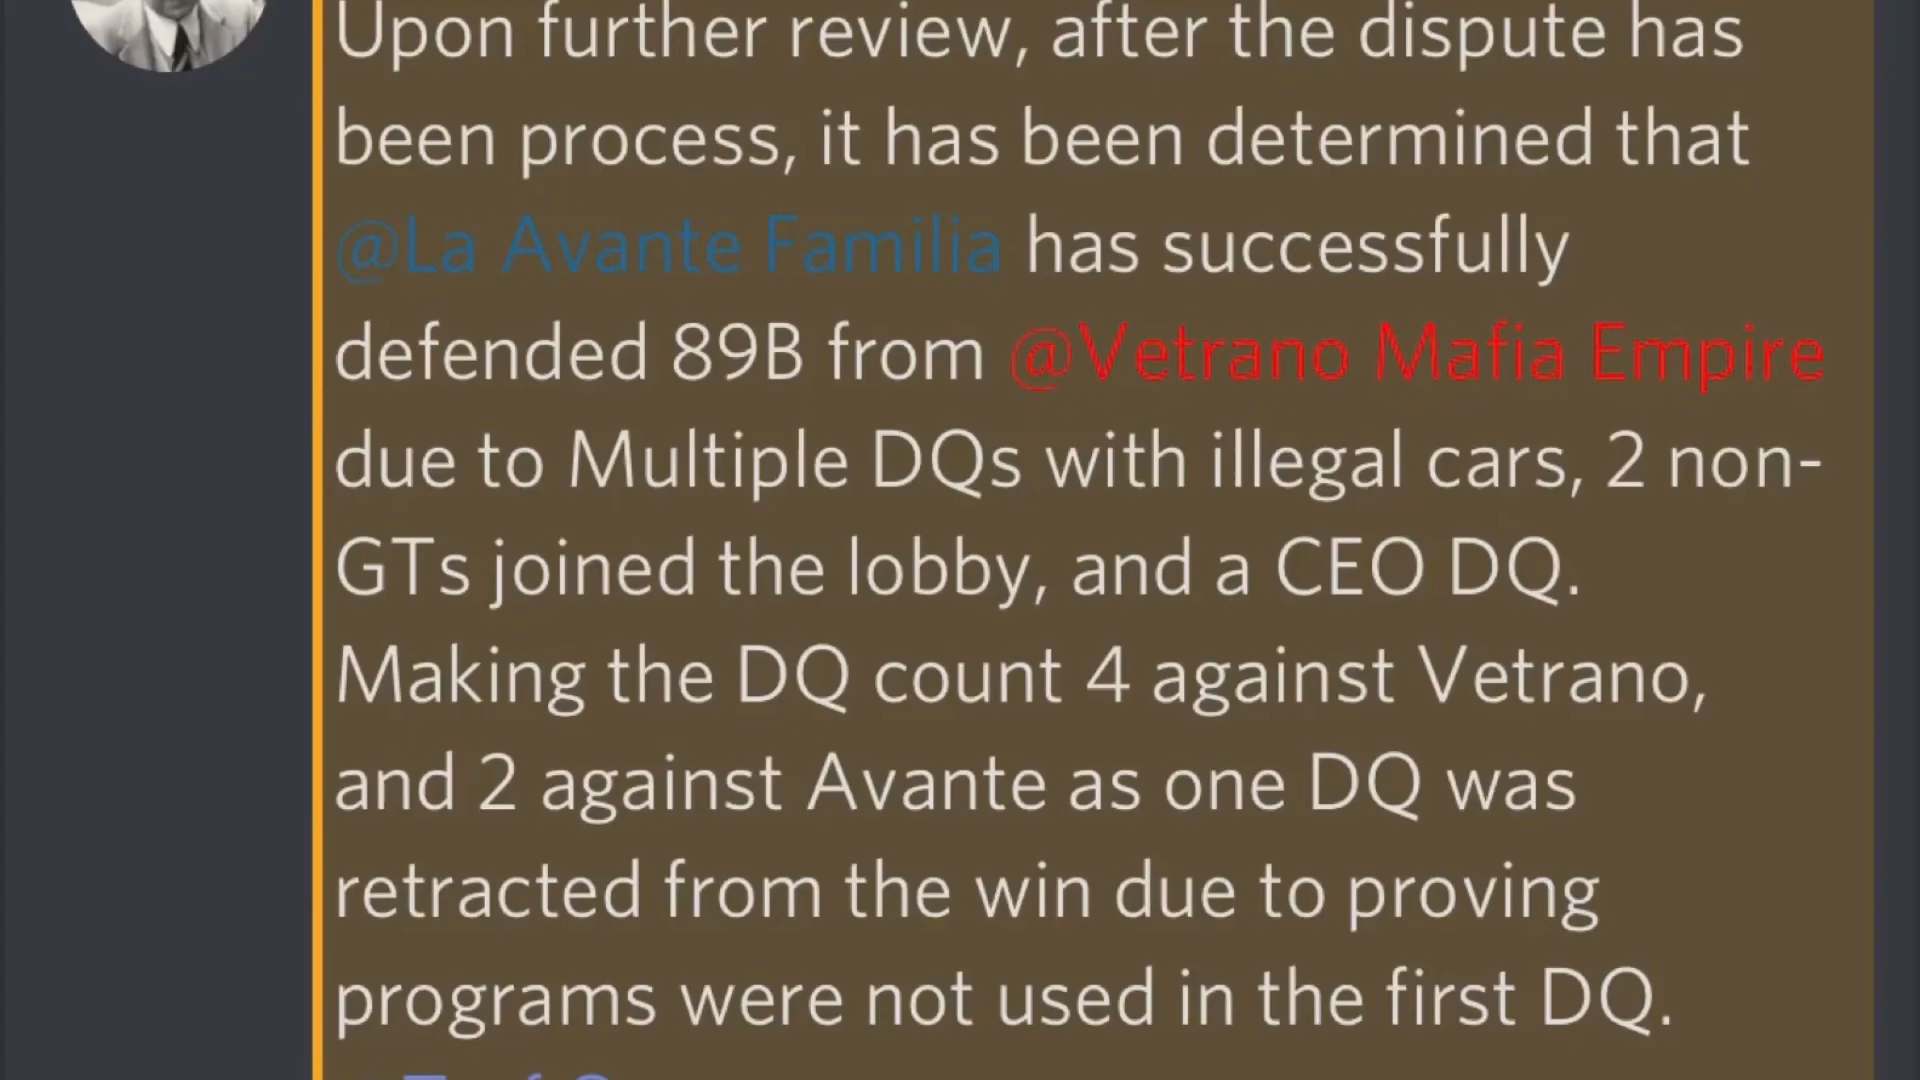 Upon further review, after the dispute has
been process, it has been determined that
@La Avante Familia has successfully
defended 89B from @Vetrano Mafia Empire
due to Multiple DQs with illegal cars, 2 non-
GTs joined the lobby, and a CEO DQ.
Making the DQ count 4 against Vetrano,
and 2 against Avante as one DQ was
retracted from the win due to proving
programs were not used in the first DQ.